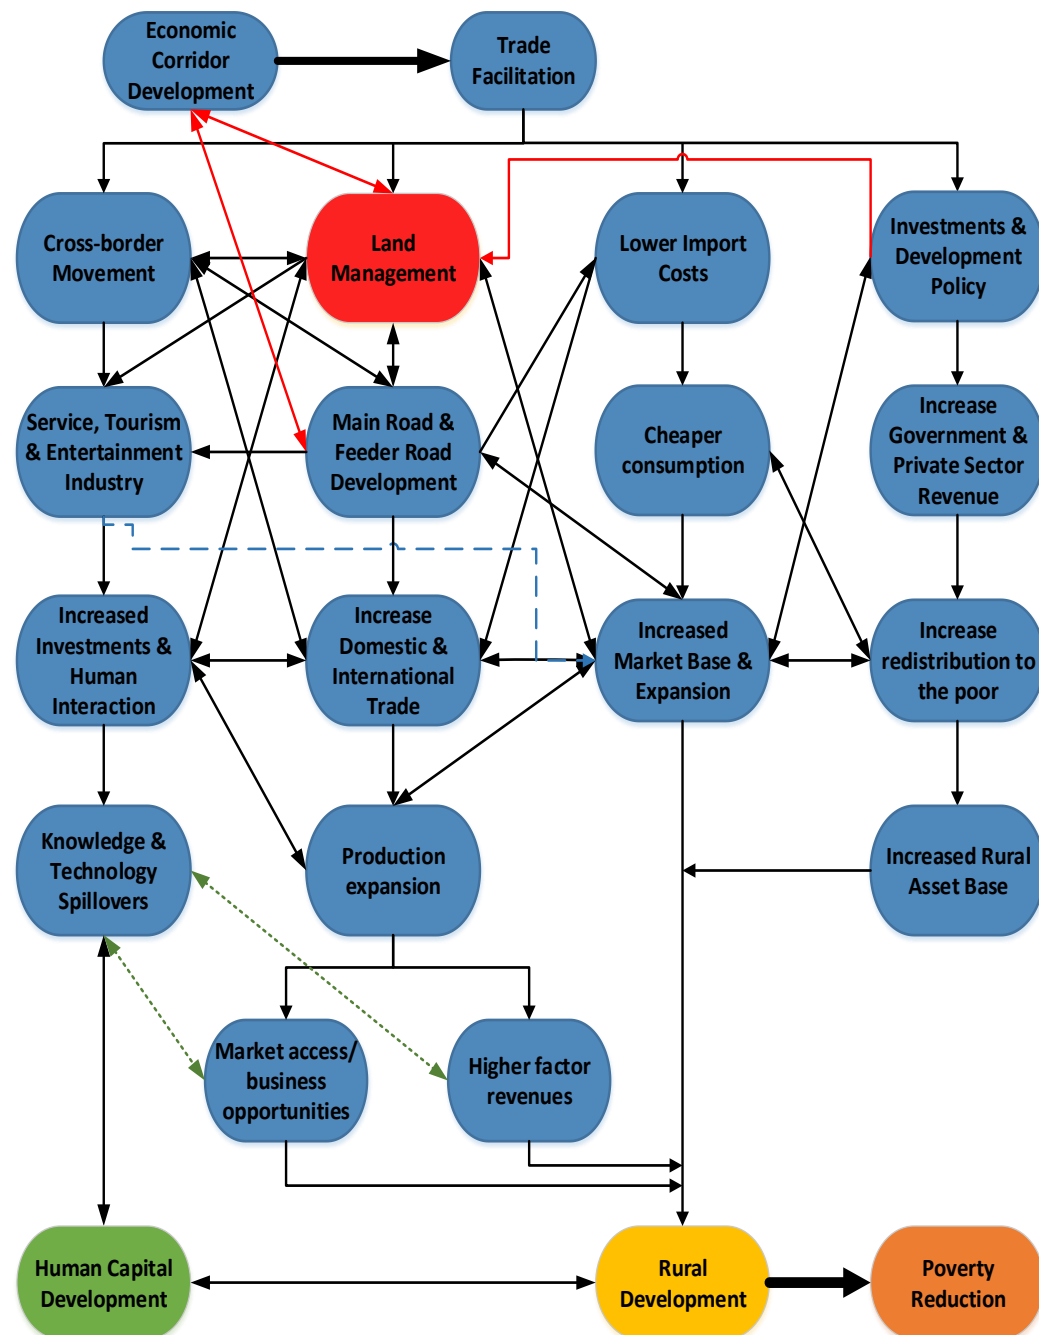 Economic
Corridor
Development
Trade
Facilitation
Cross-border
Movement
Land
Management
Lower Import
Costs
Investments &
Development
Policy
Service, Tourism
& Entertainment
Industry
Main Road &
Feeder Road
Development
Cheaper
consumption
Increase
Government &
Private Sector
Revenue
Increased
Investments &
Human
Interaction
Increase
Domestic &
International
Trade
Increased
Market Base &
Expansion
Increase
redistribution to
the poor
Knowledge &
Technology
Spillovers
Production
expansion
Increased Rural
Asset Base
Market access/
business
opportunities
Higher factor
revenues
Human Capital
Development
Rural
Development
Poverty
Reduction